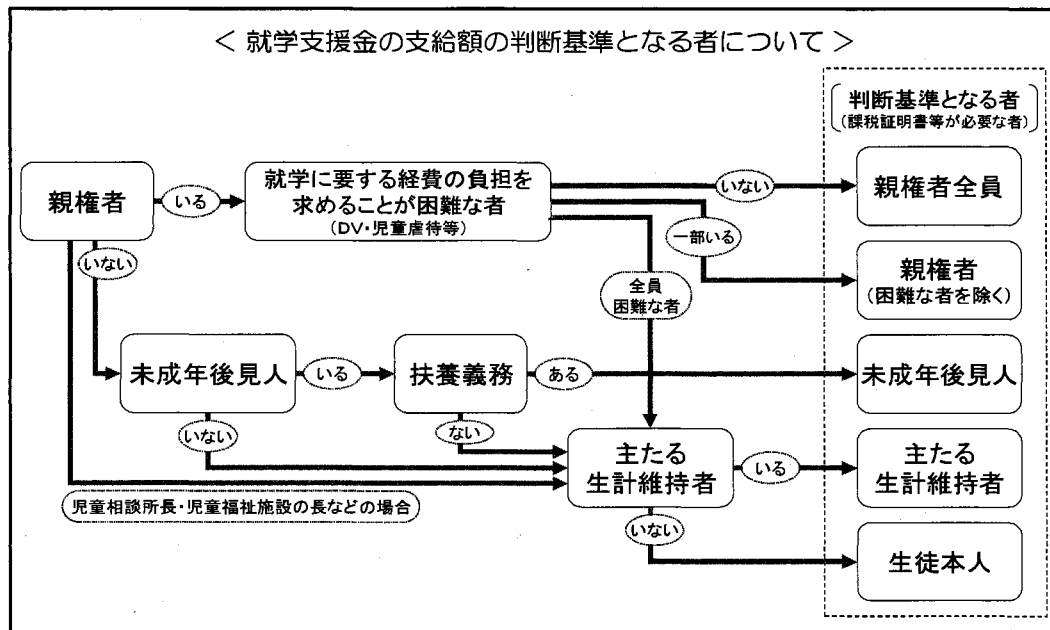 ＜ 就学支援金の支給額の判断基準となる者について ＞
判断基準となる者
(課税証明書等が必要な者)
親権者
いる
就学に要する経費の負担を
求めることが困難な者
(DV・児童虐待等)
いない
親権者全員
一部いる
親権者
(困難な者を除く)
いない
全員
困難な者
未成年後見人
いる
扶養義務
ある
未成年後見人
いない
ない
主たる
生計維持者
いる
主たる
生計維持者
児童相談所長・児童福祉施設の長などの場合
いない
生徒本人